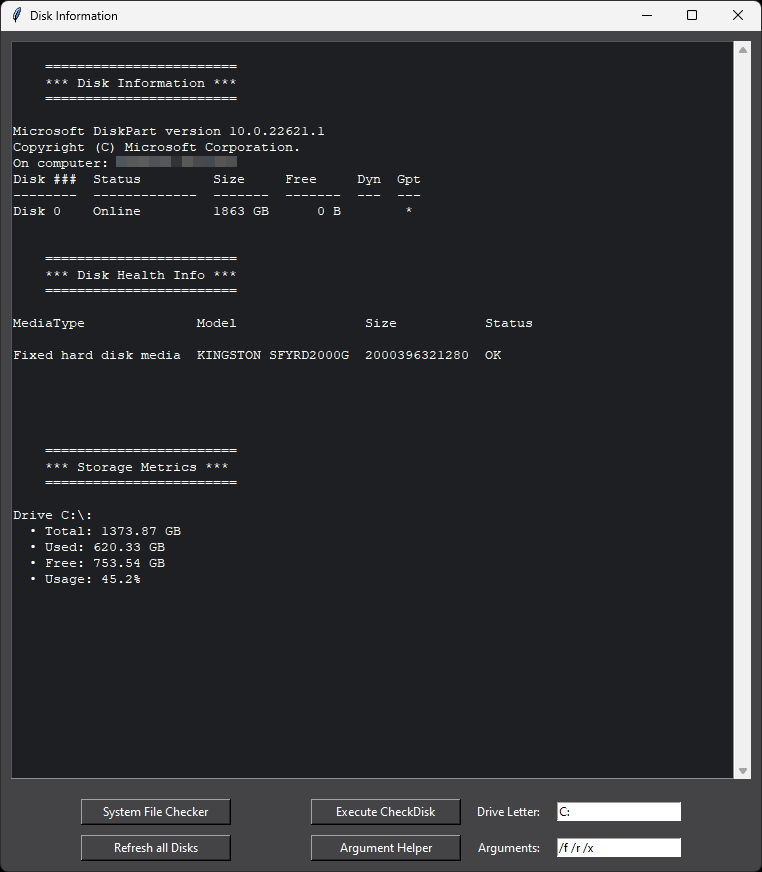 Disk Information
=========================
*** Disk Information ***
=========================
Microsoft DiskPart version 10.0.22621.1
Copyright (C) Microsoft Corporation.
On computer:
Disk ###  Status         Size     Free     Dyn  Gpt
--------  -------------  -------  -------  ---  ---
Disk 0    Online         1863 GB      0 B        *
=========================
*** Disk Health Info ***
=========================
MediaType              Model                Size           Status
Fixed hard disk media  KINGSTON SFYRD2000G  2000396321280  OK
=========================
*** Storage Metrics ***
=========================
Drive C:\:
• Total: 1373.87 GB
• Used: 620.33 GB
• Free: 753.54 GB
• Usage: 45.2%
System File Checker  Execute CheckDisk  Drive Letter:  C:
Refresh all Disks  Argument Helper  Arguments:  /f /r /x